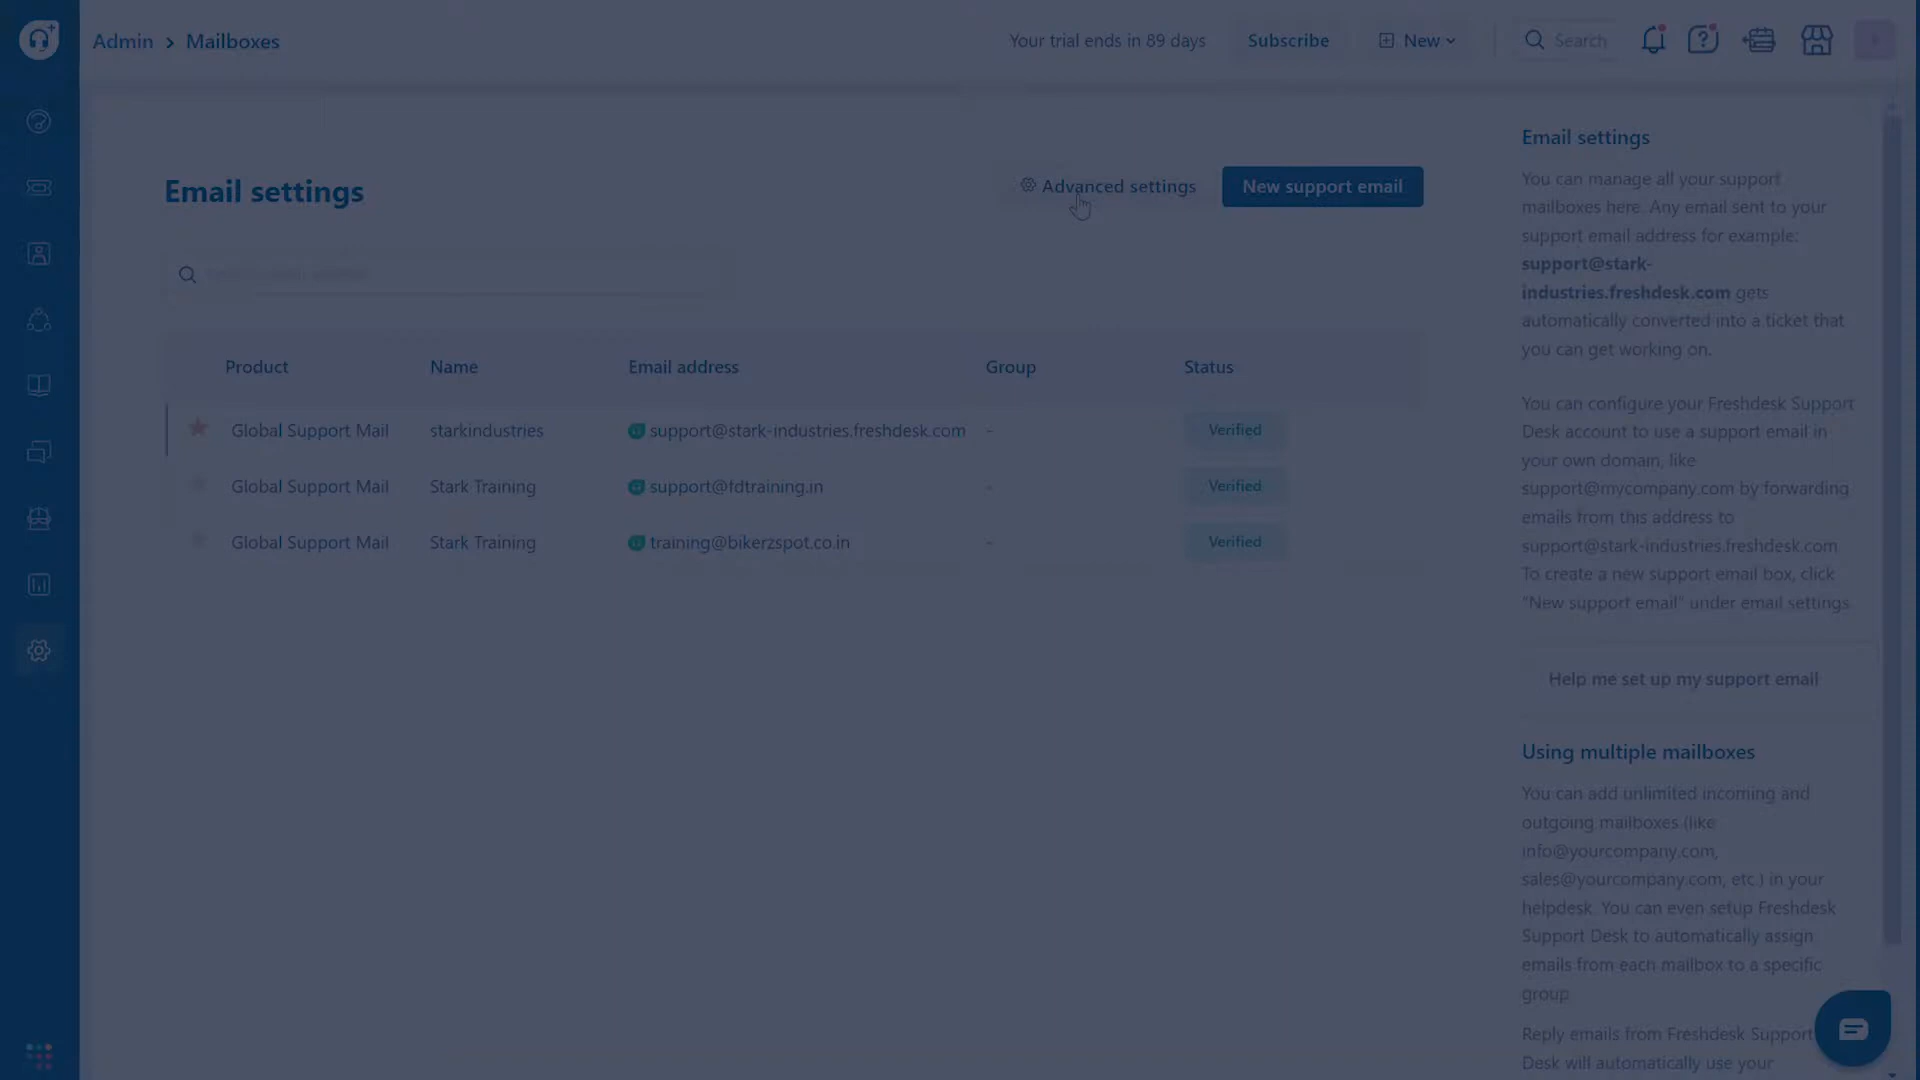 Admin > Mailboxes
Your trial ends in 89 days
Subscribe
New
Search
Email settings
Advanced settings
New support email
Product Name Email address Group Status
Global Support Mail starkindustries support@stark-industries.freshdesk.com - Verified
Global Support Mail Stark Training support@fdtraining.in - Verified
Global Support Mail Stark Training training@bikerzspot.co.in - Verified
Email settings
You can manage all your support
mailboxes here. Any email sent to your
support email address for example:
support@stark-
industries.freshdesk.com gets
automatically converted into a ticket that
you can get working on.
You can configure your Freshdesk Support
Desk account to use a support email in
your own domain, like
support@mycompany.com by forwarding
emails from this address to
support@stark-industries.freshdesk.com
To create a new support email box, click
"New support email" under email settings.
Help me set up my support email
Using multiple mailboxes
You can add unlimited incoming and
outgoing mailboxes (like
info@yourcompany.com,
sales@yourcompany.com, etc.) in your
helpdesk. You can even setup Freshdesk
Support Desk to automatically assign
emails from each mailbox to a specific
group
Reply emails from Freshdesk Support
Desk will automatically use your